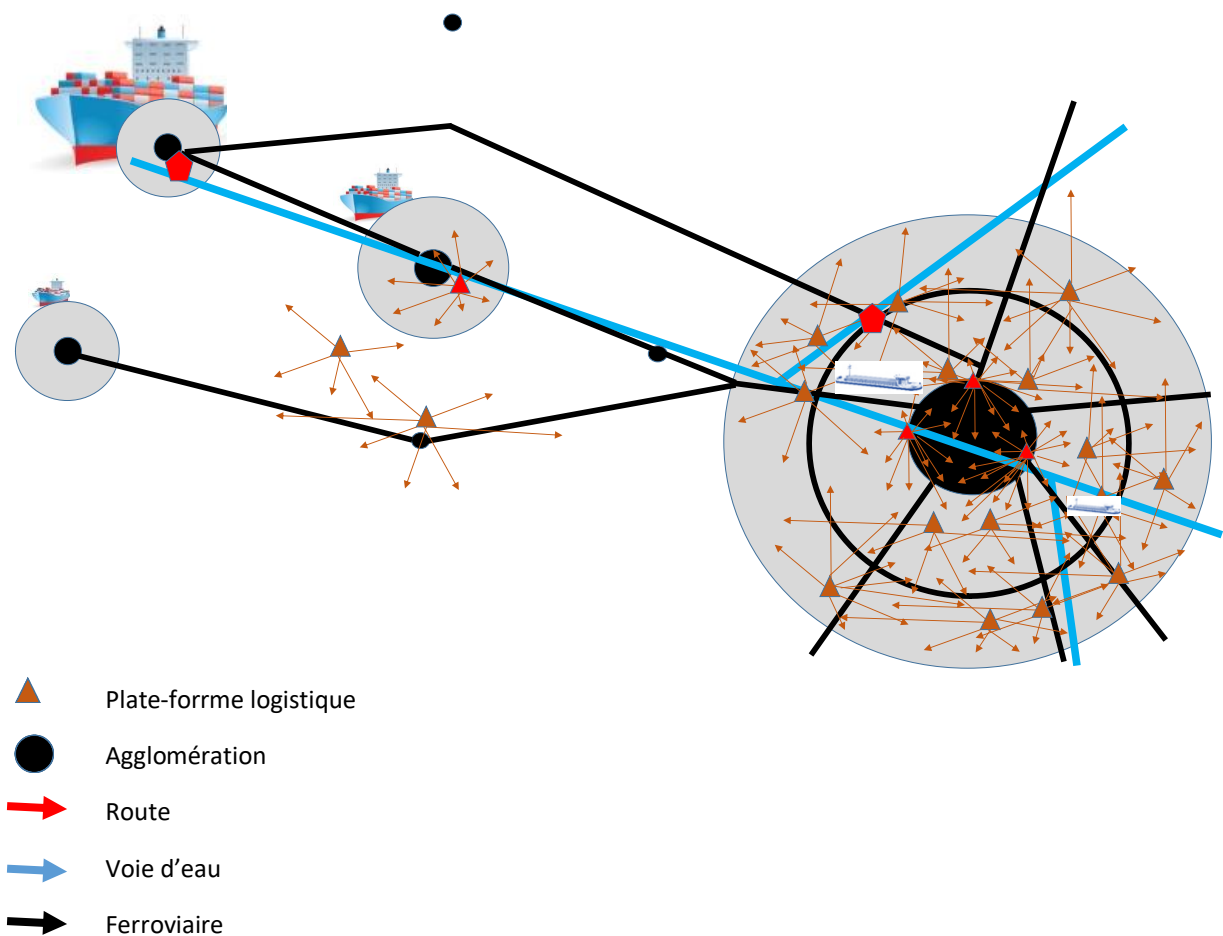 Plate-forrme logistique
Agglomération
Route
Voie d'eau
Ferroviaire